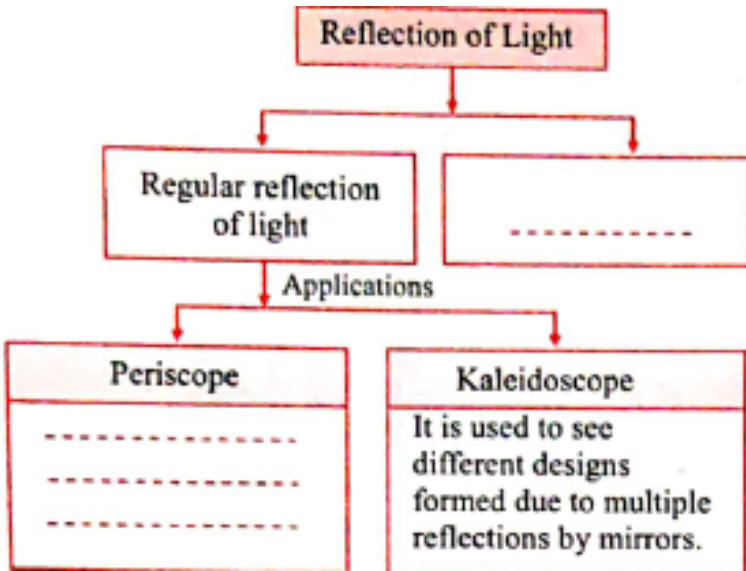 Reflection of Light
Regular reflection
of light
- - - - - - - - - - - -
Applications
Periscope
- - - - - - - - - - - - - -
- - - - - - - - - - - - - -
- - - - - - - - - - - - - -
Kaleidoscope
It is used to see
different designs
formed due to multiple
reflections by mirrors.